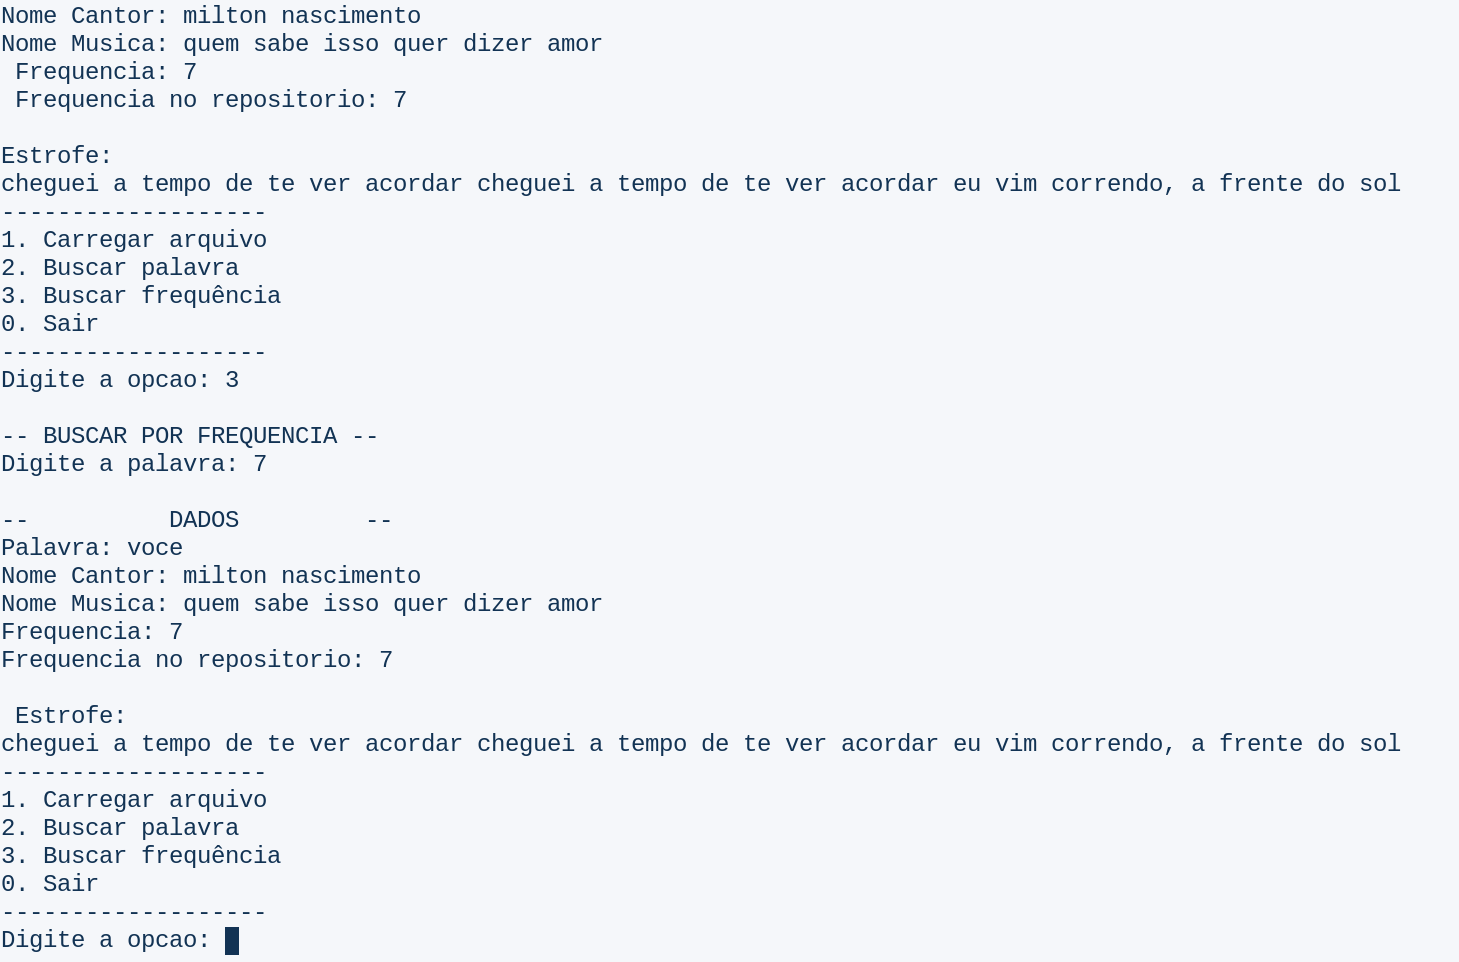 Nome Cantor: milton nascimento
Nome Musica: quem sabe isso quer dizer amor
 Frequencia: 7
 Frequencia no repositorio: 7

Estrofe:
cheguei a tempo de te ver acordar cheguei a tempo de te ver acordar eu vim correndo, a frente do sol
-------------------
1. Carregar arquivo
2. Buscar palavra
3. Buscar frequência
0. Sair
-------------------
Digite a opcao: 3

-- BUSCAR POR FREQUENCIA --
Digite a palavra: 7

--          DADOS         --
Palavra: voce
Nome Cantor: milton nascimento
Nome Musica: quem sabe isso quer dizer amor
Frequencia: 7
Frequencia no repositorio: 7

 Estrofe:
cheguei a tempo de te ver acordar cheguei a tempo de te ver acordar eu vim correndo, a frente do sol
-------------------
1. Carregar arquivo
2. Buscar palavra
3. Buscar frequência
0. Sair
-------------------
Digite a opcao: